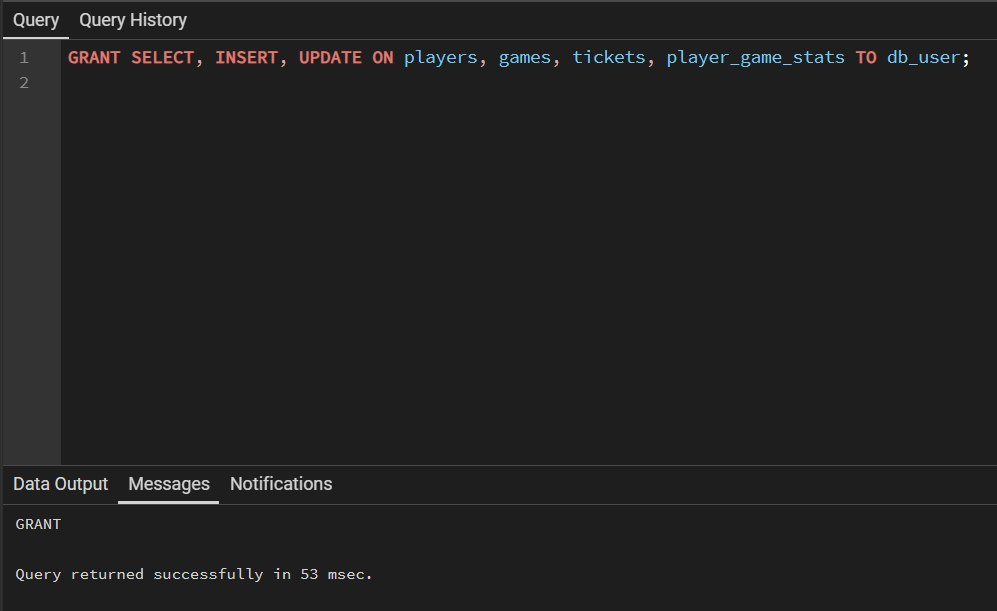 Query Query History
1 GRANT SELECT, INSERT, UPDATE ON players, games, tickets, player_game_stats TO db_user;
2
Data Output Messages Notifications
GRANT
Query returned successfully in 53 msec.